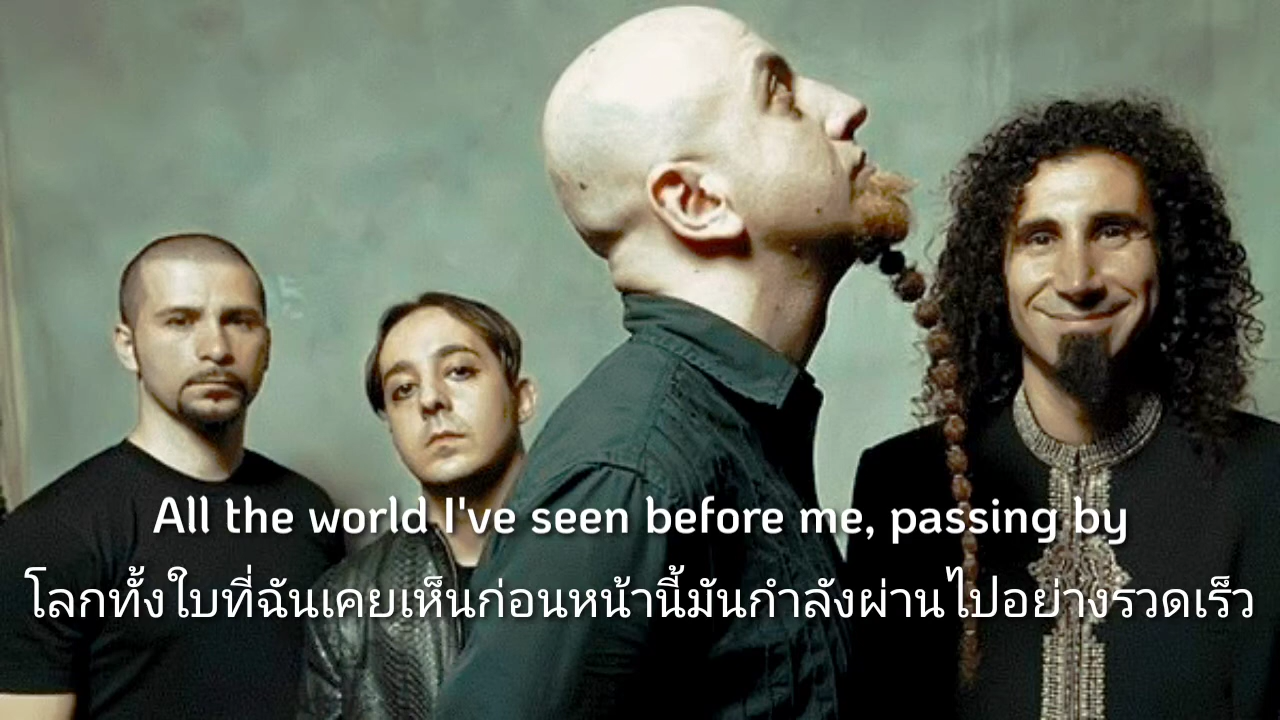 All the world I've seen before me, passing by
โลกทั้งใบที่ฉันเคยเห็นก่อนหน้านี้มันกำลังผ่านไปอย่างรวดเร็ว